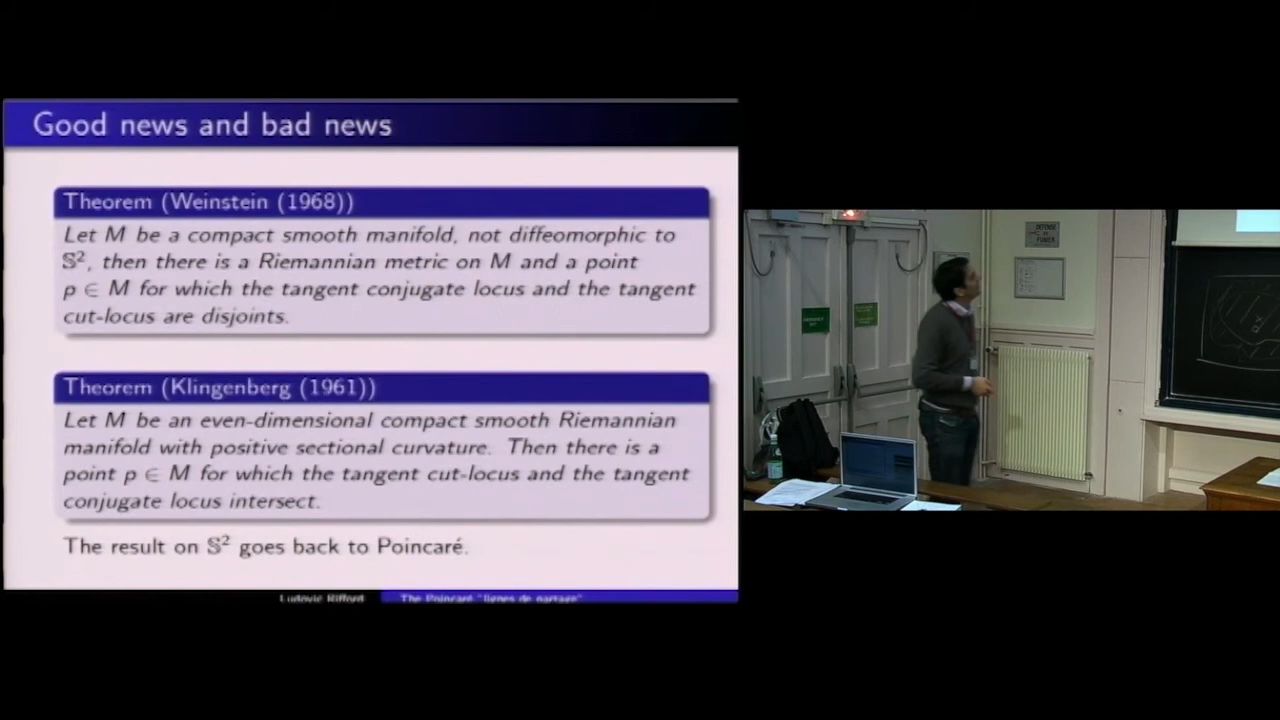 Good news and bad news
Theorem (Weinstein (1968))
Let M be a compact smooth manifold, not diffeomorphic to
𝕊², then there is a Riemannian metric on M and a point
p ∈ M for which the tangent conjugate locus and the tangent
cut-locus are disjoints.
Theorem (Klingenberg (1961))
Let M be an even-dimensional compact smooth Riemannian
manifold with positive sectional curvature. Then there is a
point p ∈ M for which the tangent cut-locus and the tangent
conjugate locus intersect.
The result on 𝕊² goes back to Poincaré.
Ludovic Rifford
The Poincaré "lignes de partage"
DEFENSE
FUMER